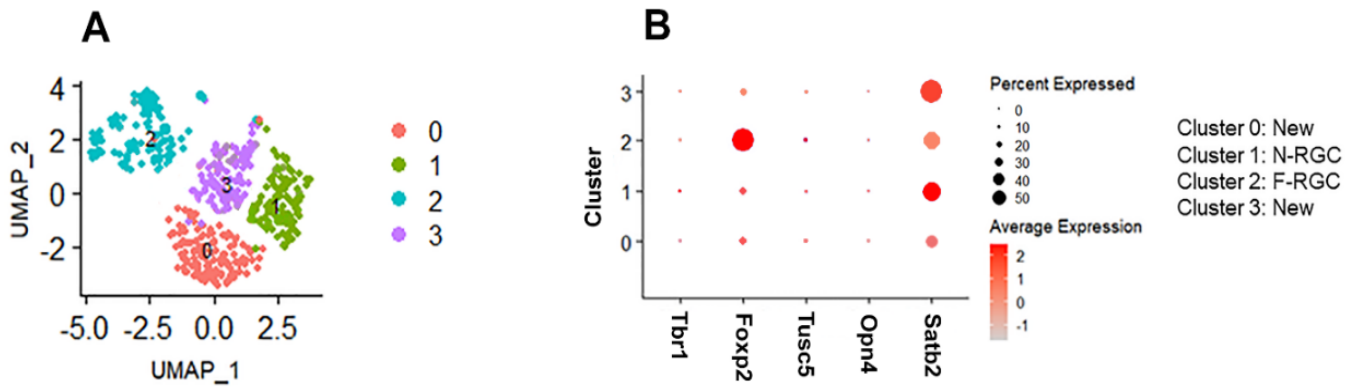 A
4
2
0
-2
UMAP_2
-5.0 -2.5 0.0 2.5
UMAP_1
2
3
1
0
0
1
2
3
B
3
2
1
0
Cluster
Tbr1
Foxp2
Tusc5
Opn4
Satb2
Percent Expressed
0
10
20
30
40
50
Average Expression
2
1
0
-1
Cluster 0: New
Cluster 1: N-RGC
Cluster 2: F-RGC
Cluster 3: New